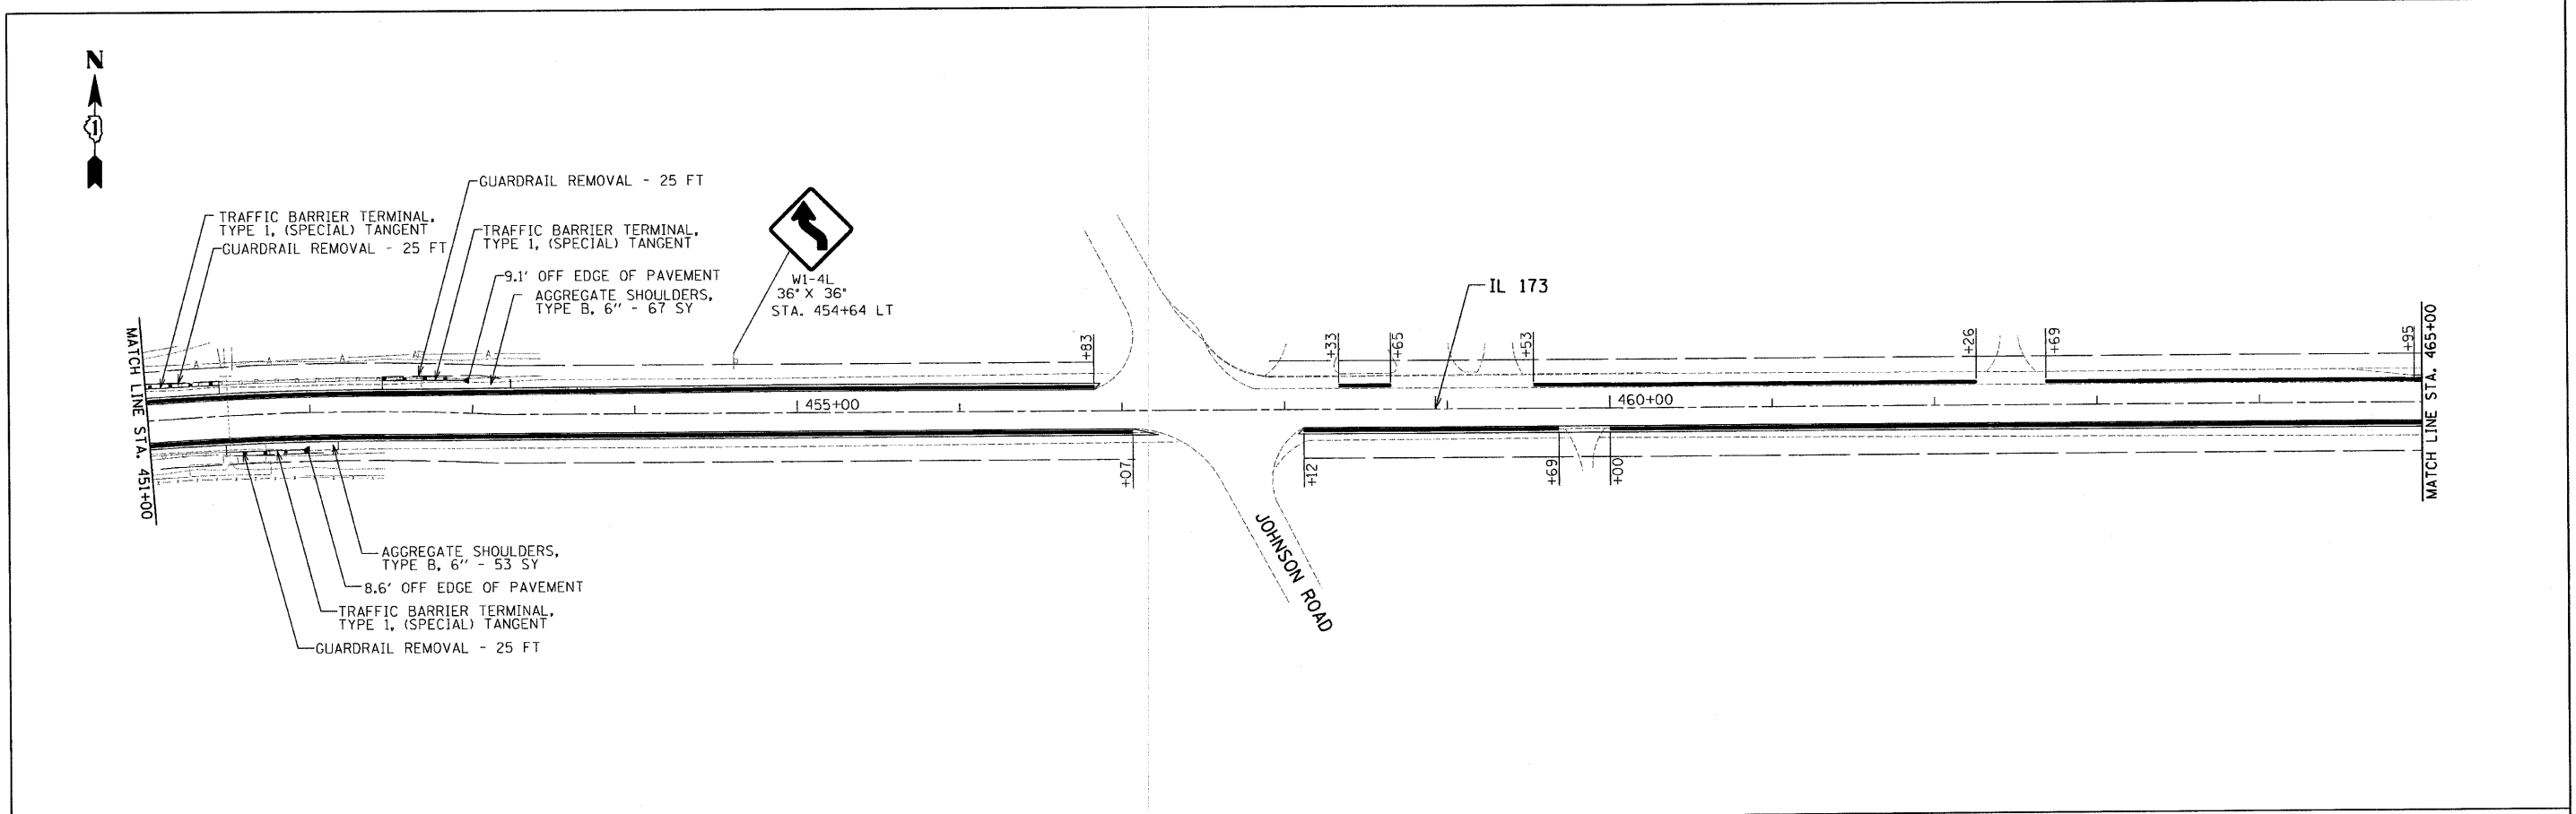 N
1
GUARDRAIL REMOVAL - 25 FT
TRAFFIC BARRIER TERMINAL,
TYPE 1, (SPECIAL) TANGENT
GUARDRAIL REMOVAL - 25 FT
TRAFFIC BARRIER TERMINAL,
TYPE 1, (SPECIAL) TANGENT
9.1' OFF EDGE OF PAVEMENT
AGGREGATE SHOULDERS,
TYPE B, 6'' - 67 SY
W1-4L
36" X 36"
STA. 454+64 LT
IL 173
MATCH LINE STA. 451+00
+83
+33
+65
+53
+26
+69
+95
MATCH LINE STA. 465+00
A
A
A
A
A
455+00
460+00
+07
+12
+69
+00
JOHNSON ROAD
AGGREGATE SHOULDERS,
TYPE B, 6'' - 53 SY
8.6' OFF EDGE OF PAVEMENT
TRAFFIC BARRIER TERMINAL,
TYPE 1, (SPECIAL) TANGENT
GUARDRAIL REMOVAL - 25 FT